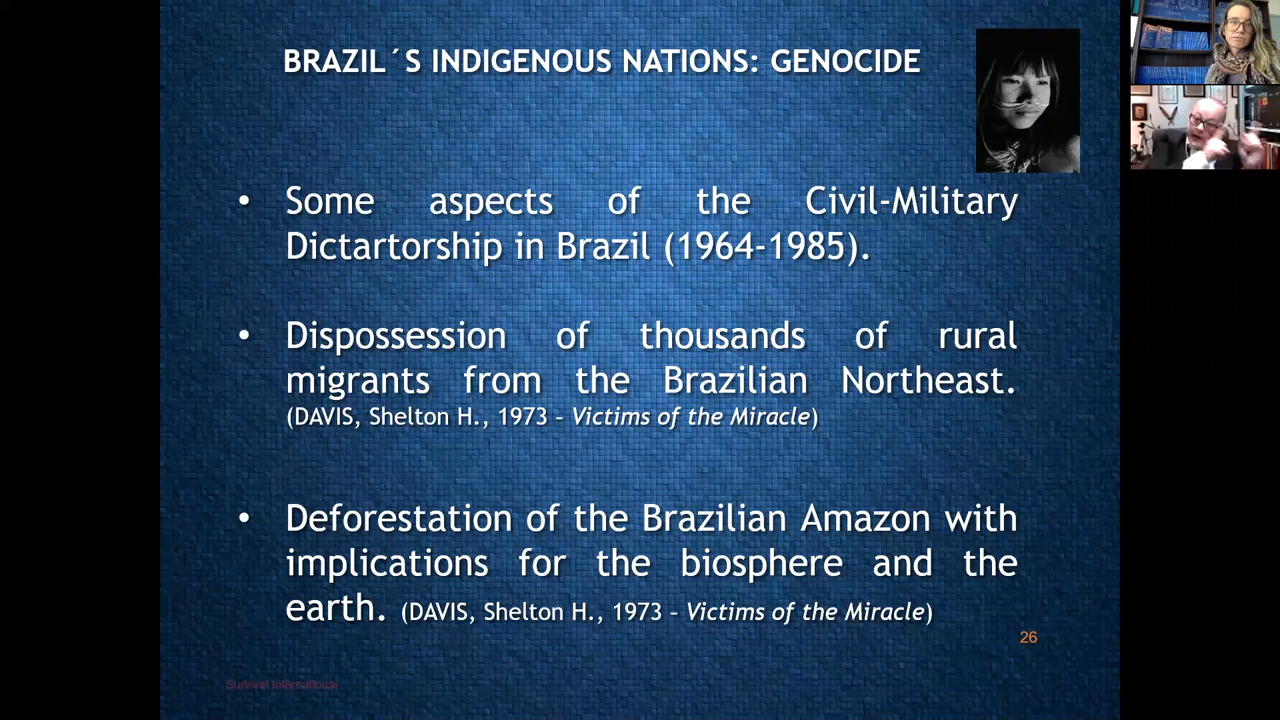 BRAZIL´S INDIGENOUS NATIONS: GENOCIDE
• Some aspects of the Civil-Military
Dictartorship in Brazil (1964-1985).
• Dispossession of thousands of rural
migrants from the Brazilian Northeast.
(DAVIS, Shelton H., 1973 – Victims of the Miracle)
• Deforestation of the Brazilian Amazon with
implications for the biosphere and the
earth. (DAVIS, Shelton H., 1973 – Victims of the Miracle)
26
Survival International